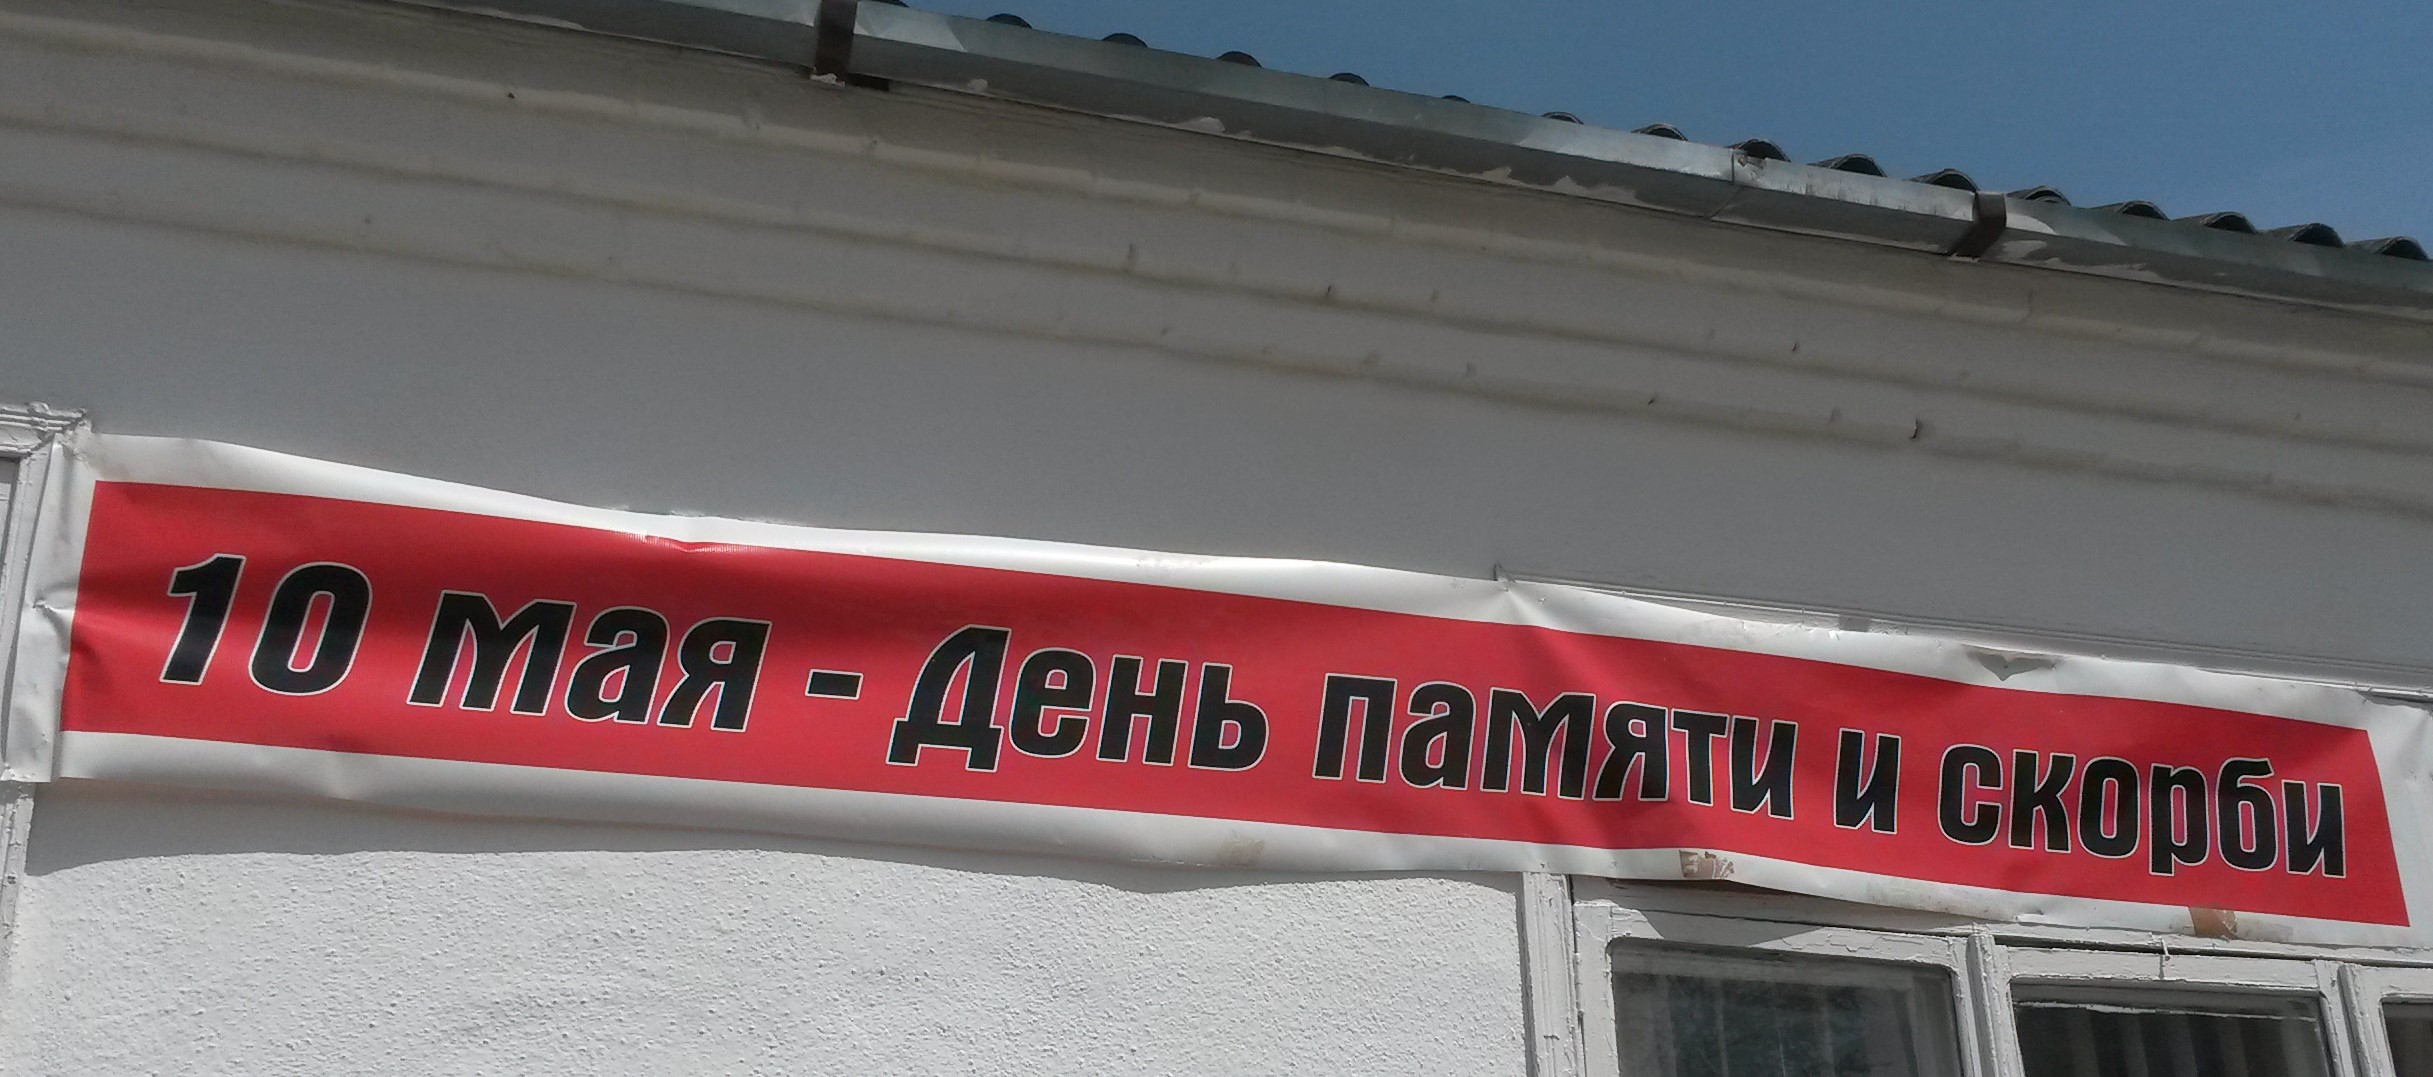 10 мая - День памяти и скорби